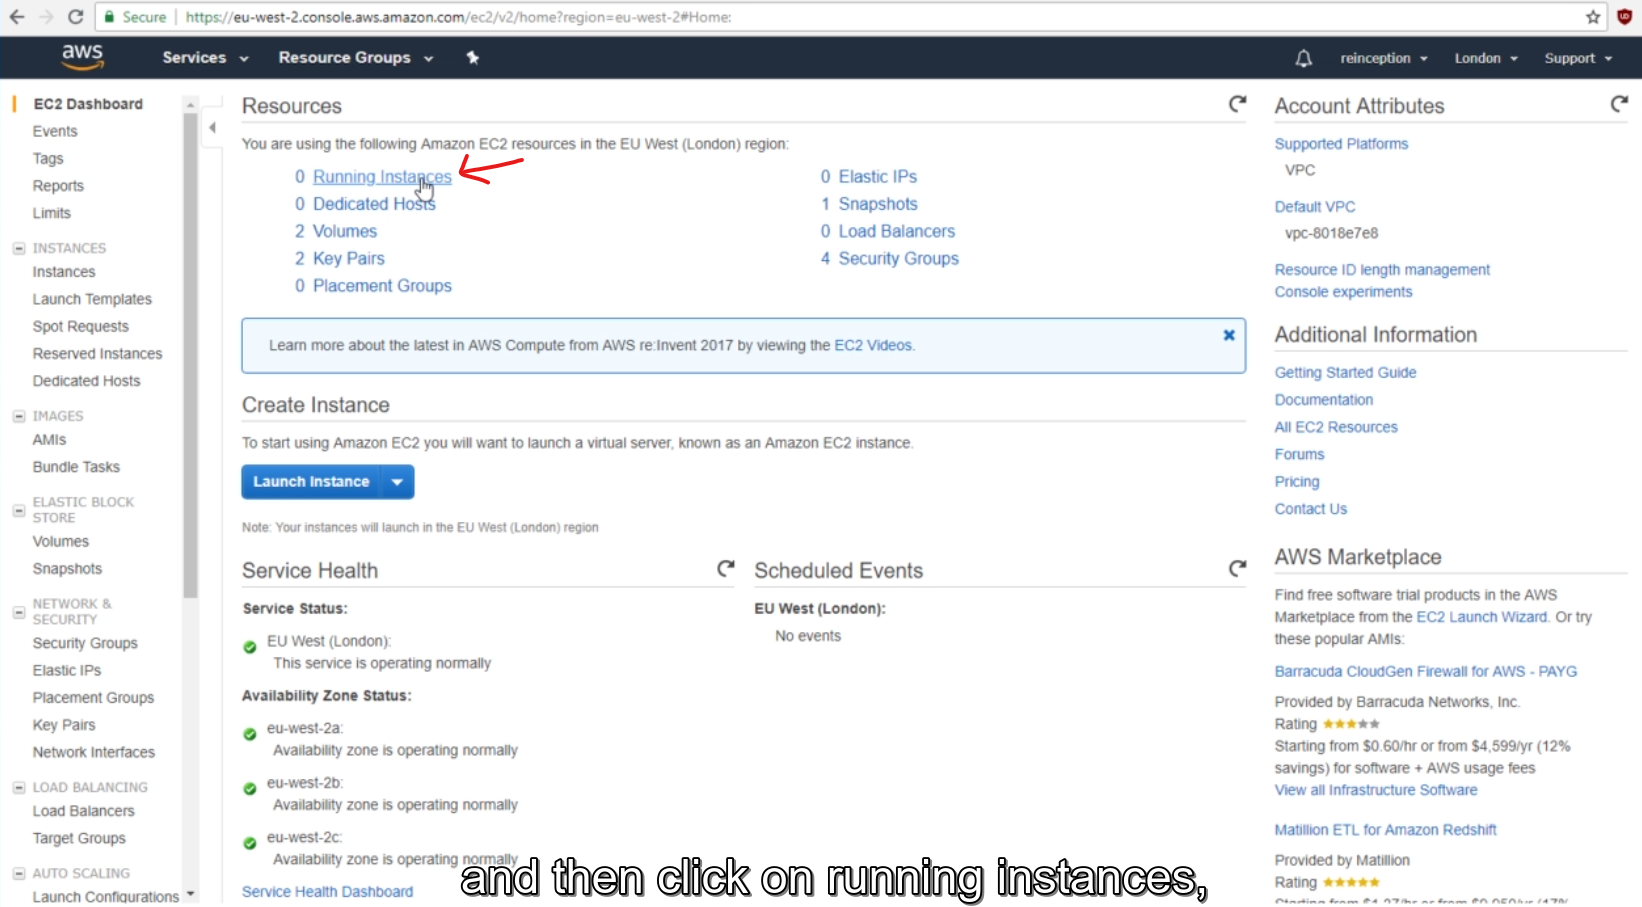 Secure https://eu-west-2.console.aws.amazon.com/ec2/v2/home?region=eu-west-2#Home:
aws Services Resource Groups reinception London Support
EC2 Dashboard
Events
Tags
Reports
Limits
INSTANCES
Instances
Launch Templates
Spot Requests
Reserved Instances
Dedicated Hosts
IMAGES
AMIs
Bundle Tasks
ELASTIC BLOCK
STORE
Volumes
Snapshots
NETWORK &
SECURITY
Security Groups
Elastic IPs
Placement Groups
Key Pairs
Network Interfaces
LOAD BALANCING
Load Balancers
Target Groups
AUTO SCALING
Launch Configurations
Resources
You are using the following Amazon EC2 resources in the EU West (London) region:
0 Running Instances
0 Dedicated Hosts
2 Volumes
2 Key Pairs
0 Placement Groups
0 Elastic IPs
1 Snapshots
0 Load Balancers
4 Security Groups
Learn more about the latest in AWS Compute from AWS re:Invent 2017 by viewing the EC2 Videos.
Create Instance
To start using Amazon EC2 you will want to launch a virtual server, known as an Amazon EC2 instance.
Launch Instance
Note: Your instances will launch in the EU West (London) region
Service Health
Service Status:
EU West (London):
This service is operating normally
Availability Zone Status:
eu-west-2a:
Availability zone is operating normally
eu-west-2b:
Availability zone is operating normally
eu-west-2c:
Availability zone is operating normally
Service Health Dashboard
Scheduled Events
EU West (London):
No events
Account Attributes
Supported Platforms
VPC
Default VPC
vpc-8018e7e8
Resource ID length management
Console experiments
Additional Information
Getting Started Guide
Documentation
All EC2 Resources
Forums
Pricing
Contact Us
AWS Marketplace
Find free software trial products in the AWS
Marketplace from the EC2 Launch Wizard. Or try
these popular AMIs:
Barracuda CloudGen Firewall for AWS - PAYG
Provided by Barracuda Networks, Inc.
Rating
Starting from $0.60/hr or from $4,599/yr (12%
savings) for software + AWS usage fees
View all Infrastructure Software
Matillion ETL for Amazon Redshift
Provided by Matillion
Rating
and then click on running instances,